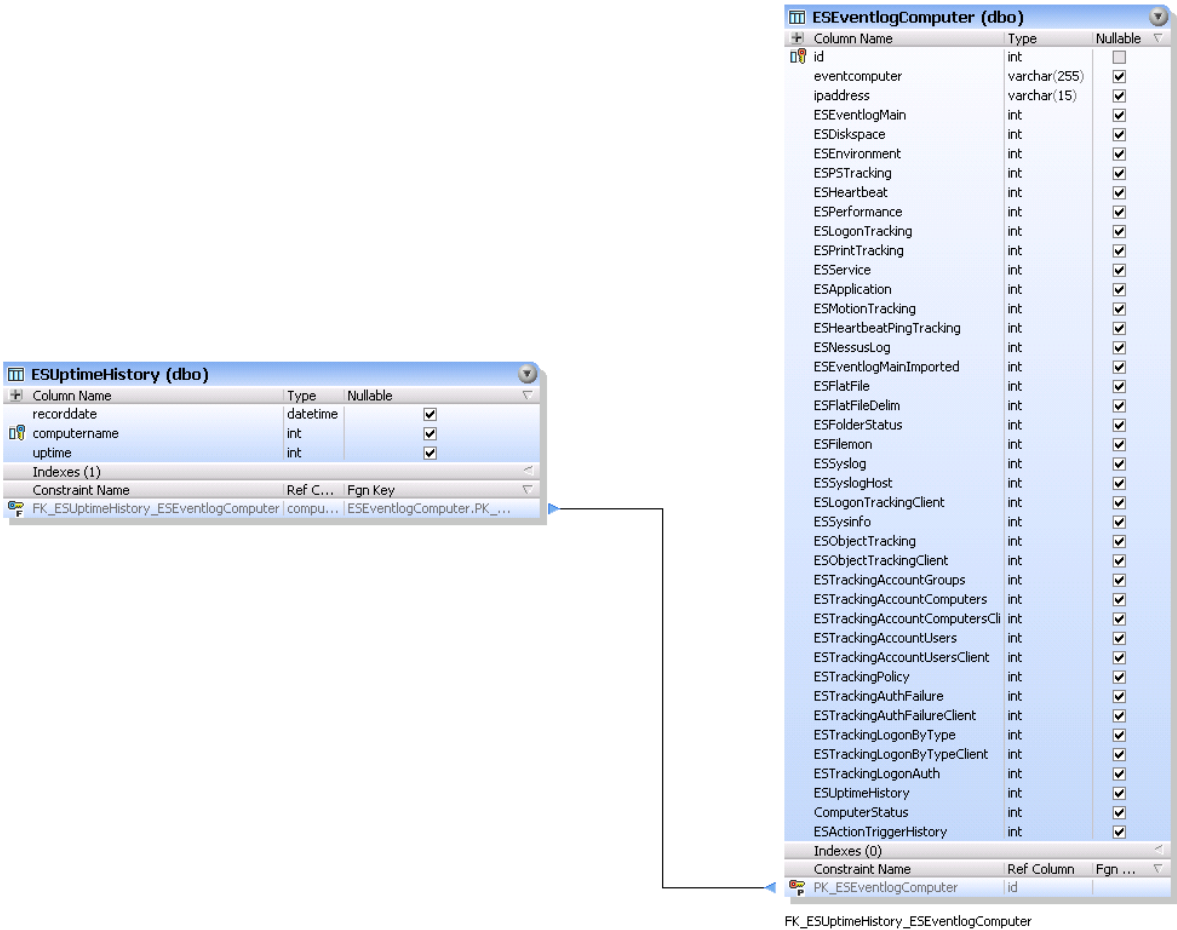 ESEventlogComputer (dbo)
Column Name Type Nullable
id int
eventcomputer varchar(255)
ipaddress varchar(15)
ESEventlogMain int
ESDiskspace int
ESEnvironment int
ESPSTracking int
ESHeartbeat int
ESPerformance int
ESLogonTracking int
ESPrintTracking int
ESService int
ESApplication int
ESMotionTracking int
ESHeartbeatPingTracking int
ESNessusLog int
ESEventlogMainImported int
ESFlatFile int
ESFlatFileDelim int
ESFolderStatus int
ESFilemon int
ESSyslog int
ESSyslogHost int
ESLogonTrackingClient int
ESSysinfo int
ESObjectTracking int
ESObjectTrackingClient int
ESTrackingAccountGroups int
ESTrackingAccountComputers int
ESTrackingAccountComputersCli int
ESTrackingAccountUsers int
ESTrackingAccountUsersClient int
ESTrackingPolicy int
ESTrackingAuthFailure int
ESTrackingAuthFailureClient int
ESTrackingLogonByType int
ESTrackingLogonByTypeClient int
ESTrackingLogonAuth int
ESUptimeHistory int
ComputerStatus int
ESActionTriggerHistory int
Indexes (0)
Constraint Name Ref Column Fgn ...
PK_ESEventlogComputer id
FK_ESUptimeHistory_ESEventlogComputer
ESUptimeHistory (dbo)
Column Name Type Nullable
recorddate datetime
computername int
uptime int
Indexes (1)
Constraint Name Ref C... Fgn Key
FK_ESUptimeHistory_ESEventlogComputer compu... ESEventlogComputer.PK_...